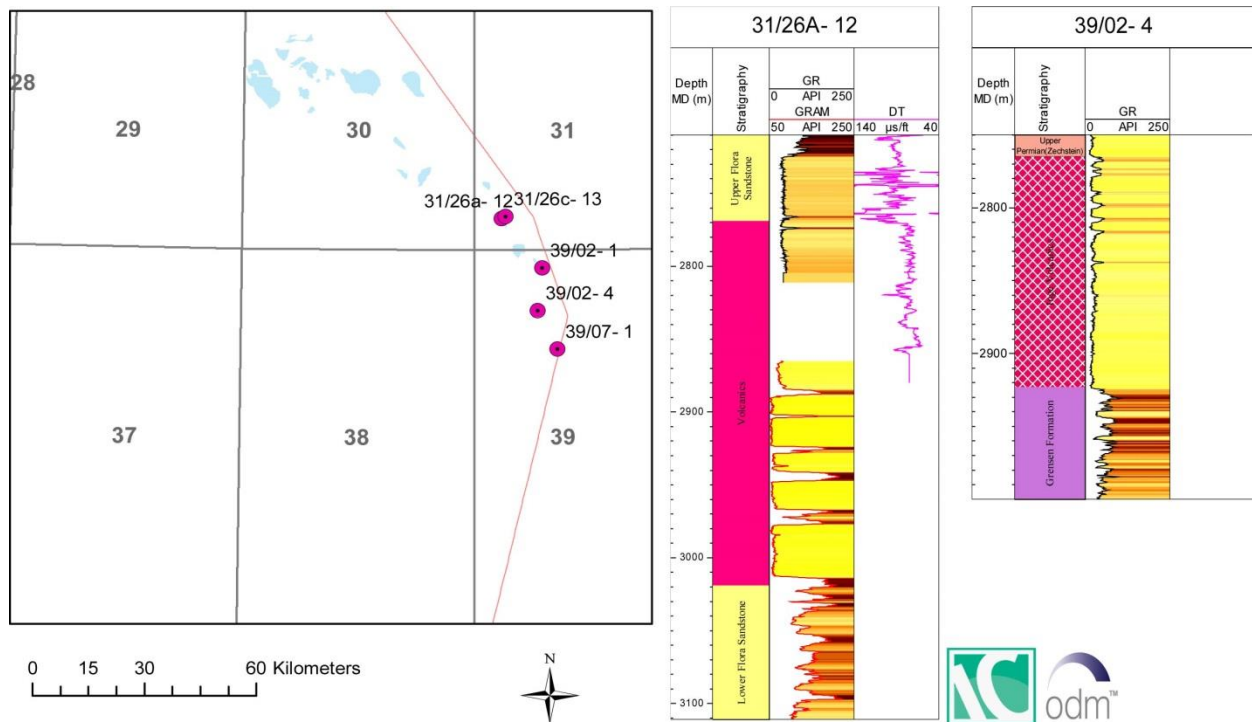 28
29
30
31
31/26a- 12
31/26c- 13
39/02- 1
39/02- 4
39/07- 1
37
38
39
0 15 30 60 Kilometers
N
31/26A- 12
Depth
MD (m)
Stratigraphy
GR
0 API 250
GRAM
50 API 250
DT
140 µs/ft 40
Upper Flora
Sandstone
Volcanics
Lower Flora Sandstone
2800
2900
3000
3100
39/02- 4
Depth
MD (m)
Stratigraphy
GR
0 API 250
Upper
Permian(Zechstein)
Grensen Formation
2800
2900
odm™